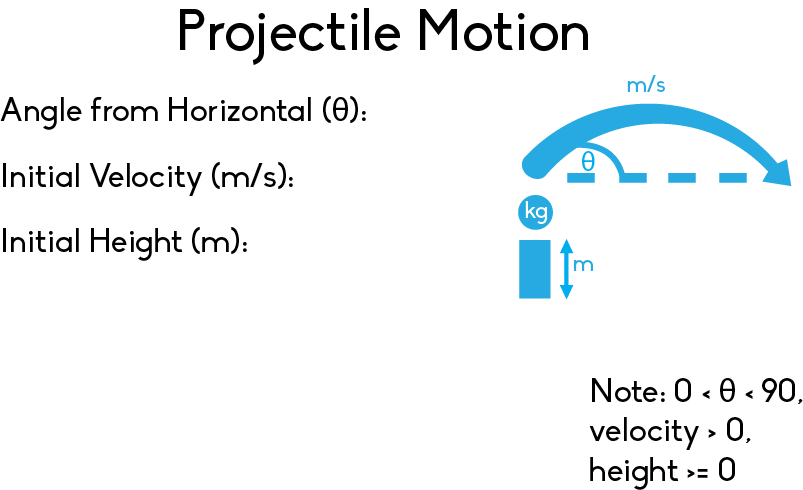 Projectile Motion
m/s
Angle from Horizontal (θ):
θ
Initial Velocity (m/s):
kg
Initial Height (m):
m
Note: 0 < θ < 90,
velocity > 0,
height >= 0